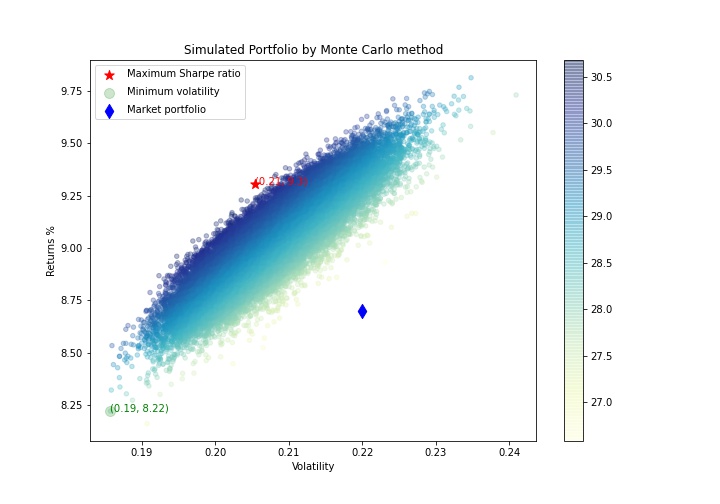 Simulated Portfolio by Monte Carlo method
Maximum Sharpe ratio
Minimum volatility
Market portfolio
Returns %
9.75
9.50
9.25
9.00
8.75
8.50
8.25
(0.21,
(0.19, 8.22)
0.19 0.20 0.21 0.22 0.23 0.24
Volatility
30.5
30.0
29.5
29.0
28.5
28.0
27.5
27.0